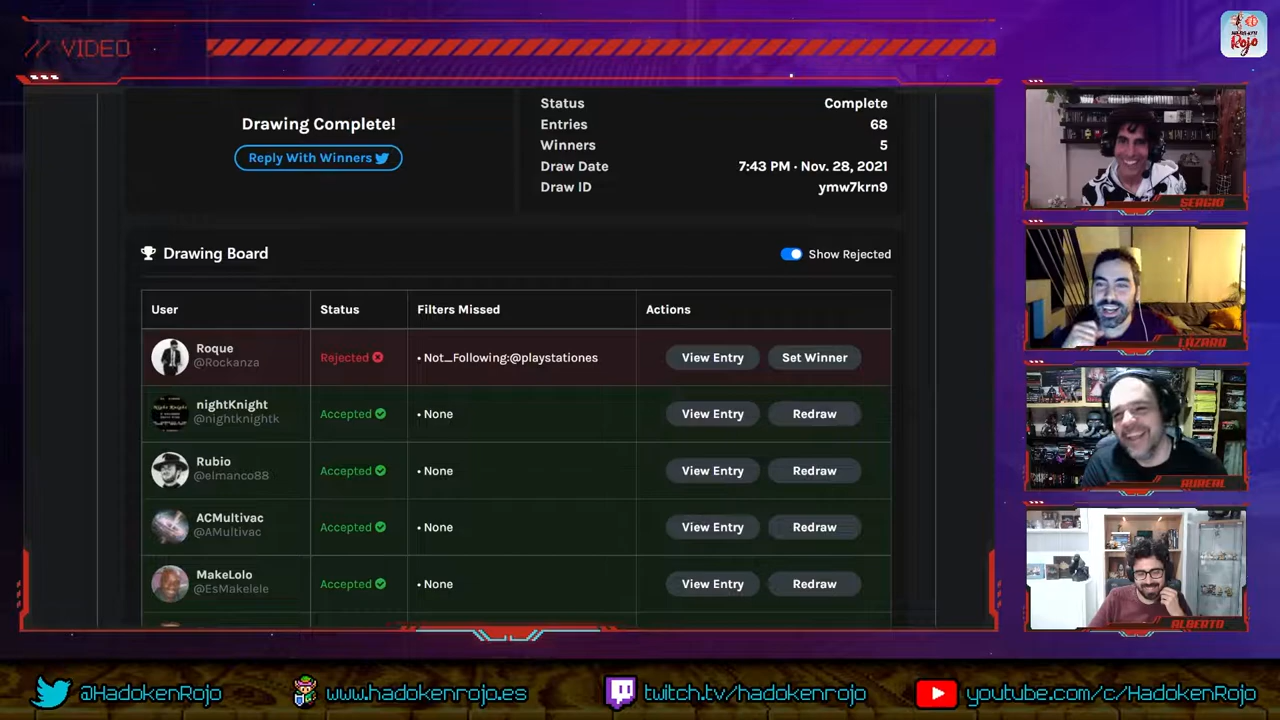 // VIDEO
HADOKEN
Rojo
Drawing Complete!
Reply With Winners
Status Complete
Entries 68
Winners 5
Draw Date 7:43 PM · Nov. 28, 2021
Draw ID ymw7krn9
Drawing Board
Show Rejected
User Status Filters Missed Actions
Roque
@Rockanza
Rejected • Not_Following:@playstationes View Entry Set Winner
nightKnight
@nightknightk
Accepted • None View Entry Redraw
Rubio
@elmanco88
Accepted • None View Entry Redraw
ACMultivac
@AMultivac
Accepted • None View Entry Redraw
MakeLolo
@EsMakelele
Accepted • None View Entry Redraw
SERGIO
LAZARO
AUREAL
ALBERTO
@HadokenRojo www.hadokenrojo.es twitch.tv/hadokenrojo youtube.com/c/HadokenRojo